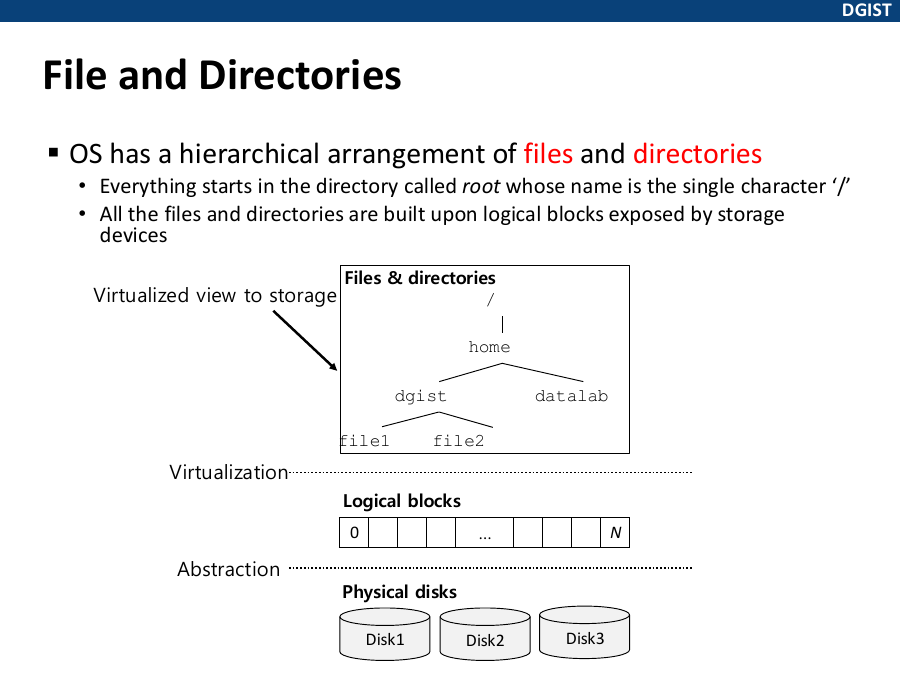 DGIST
File and Directories
▪ OS has a hierarchical arrangement of files and directories
• Everything starts in the directory called root whose name is the single character ‘/’
• All the files and directories are built upon logical blocks exposed by storage
devices
Files & directories
Virtualized view to storage
/
home
dgist datalab
file1 file2
Virtualization
Logical blocks
0 ... N
Abstraction
Physical disks
Disk1 Disk2 Disk3